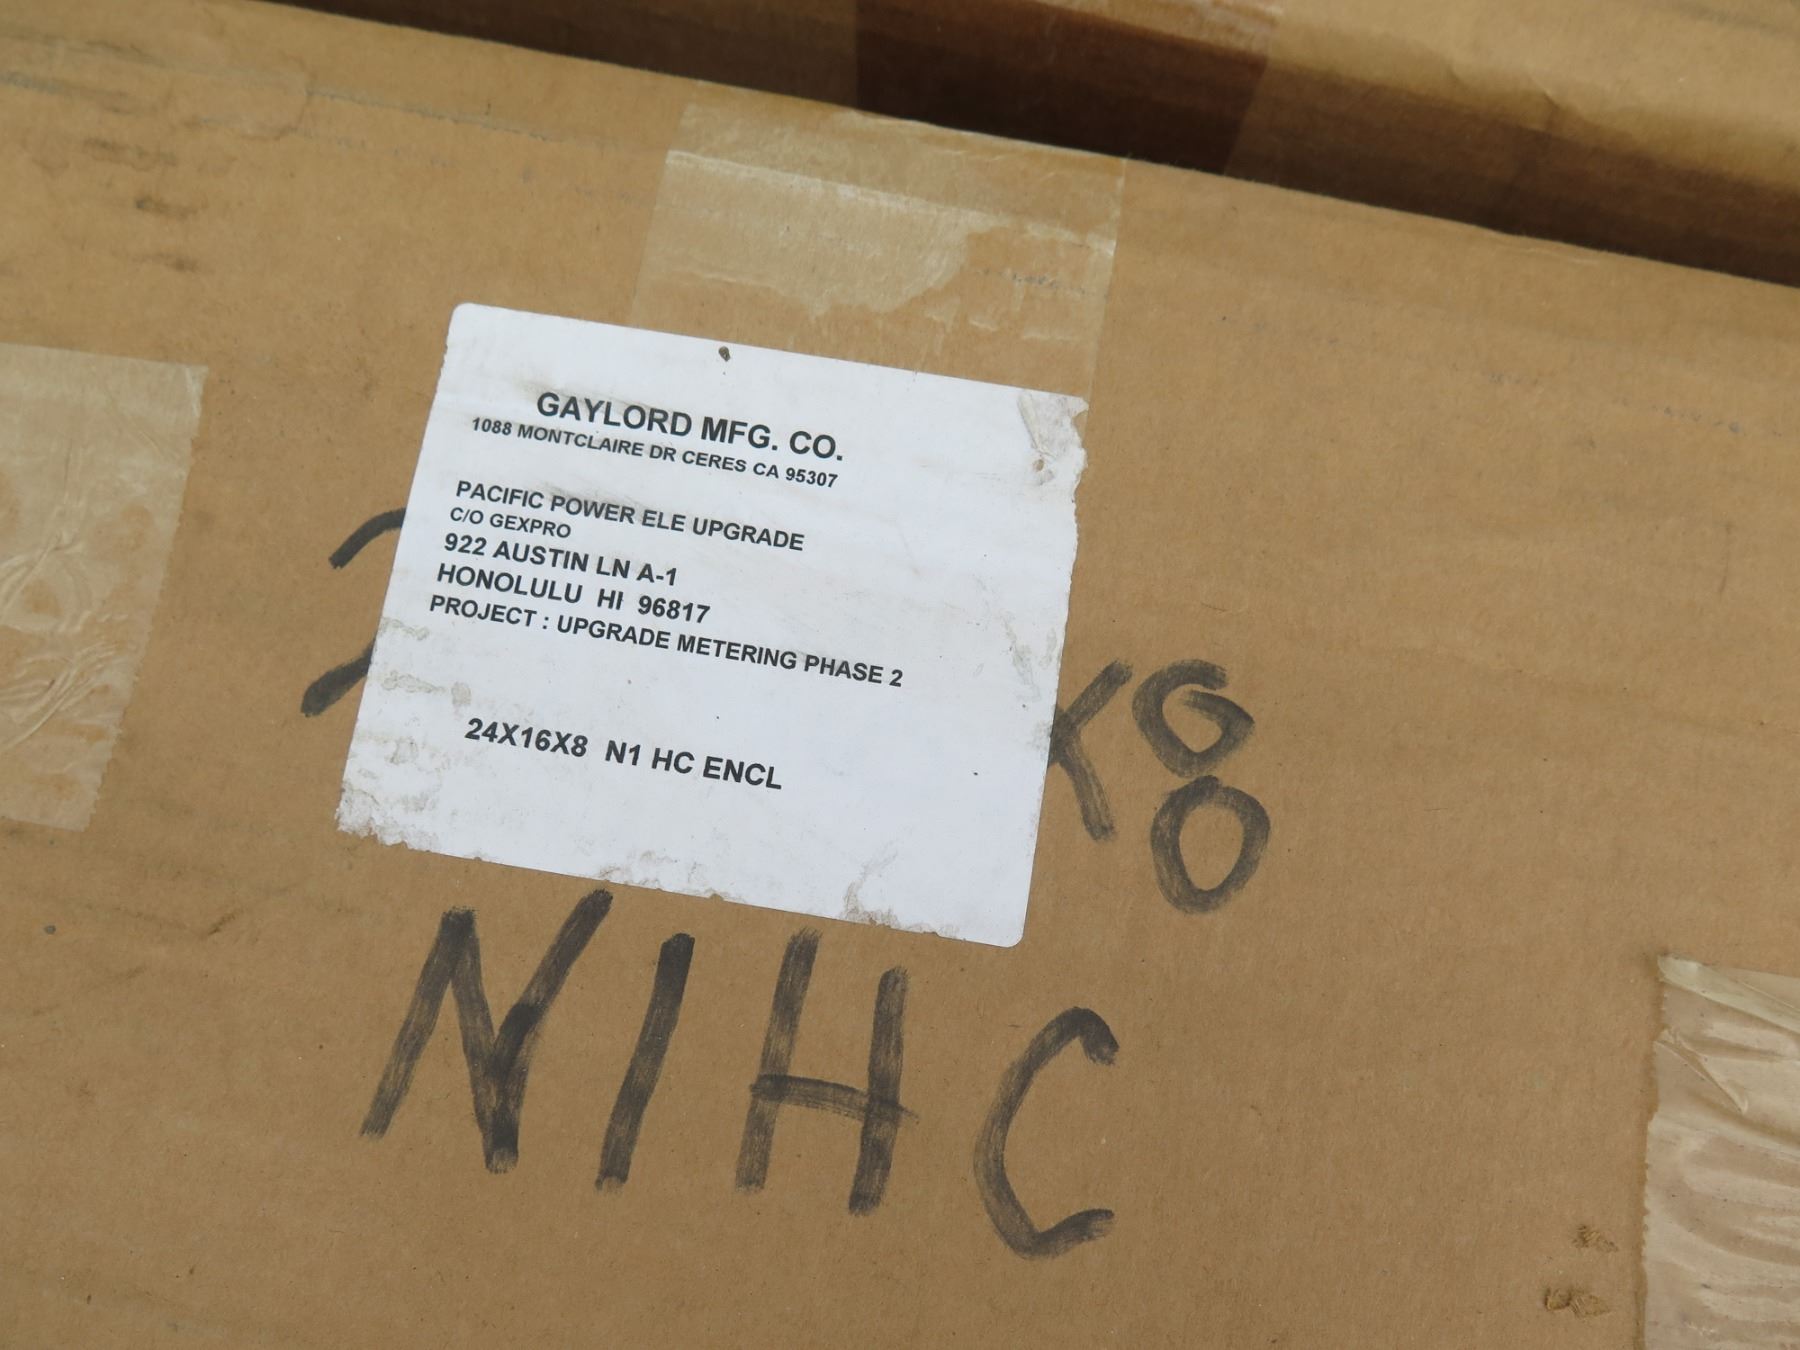 GAYLORD MFG. CO.
1088 MONTCLAIRE DR CERES CA 95307
PACIFIC POWER ELE UPGRADE
C/O GEXPRO
922 AUSTIN LN A-1
HONOLULU HI 96817
PROJECT : UPGRADE METERING PHASE 2
24X16X8 N1 HC ENCL
X8
N1HC